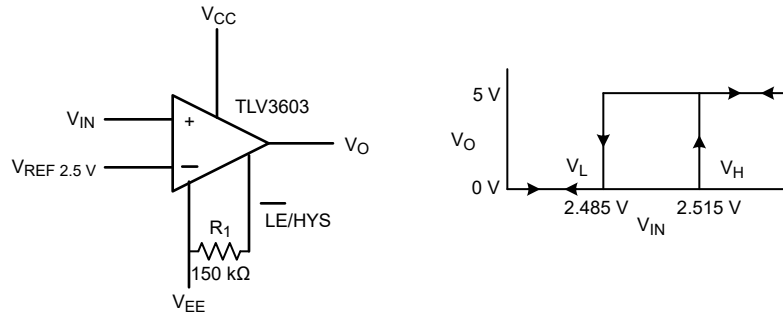 VCC
TLV3603
VIN
+
VREF 2.5 V
−
VO
LE/HYS
R1
150 kΩ
VEE
5 V
VO
0 V
VL
VH
2.485 V
2.515 V
VIN